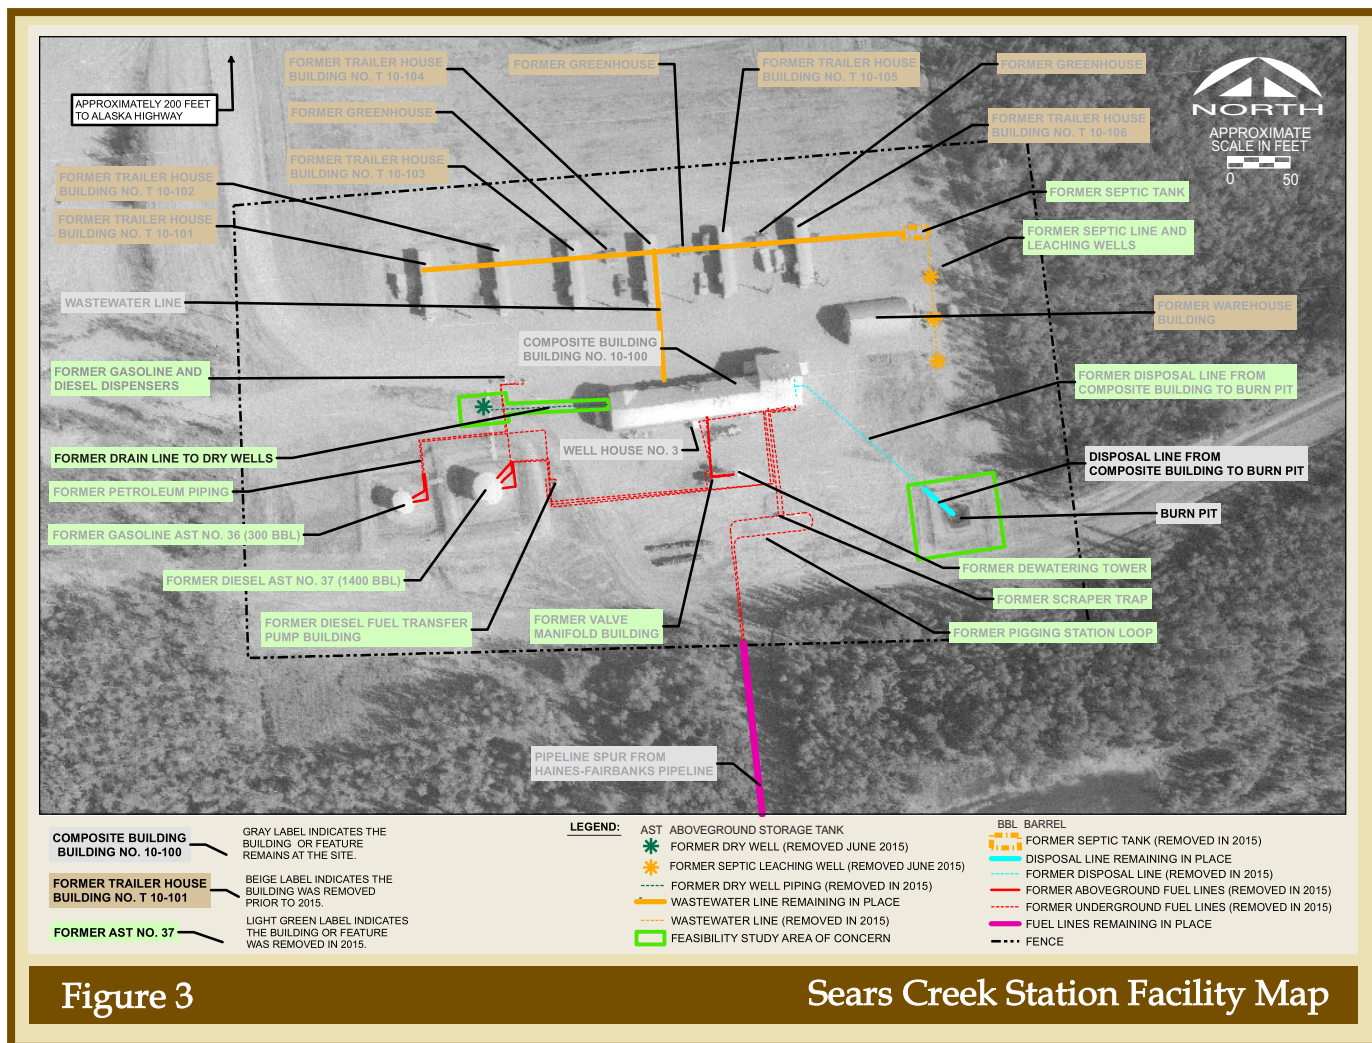 FORMER TRAILER HOUSE
BUILDING NO. T 10-104
FORMER GREENHOUSE
FORMER TRAILER HOUSE
BUILDING NO. T 10-105
FORMER GREENHOUSE
NORTH
APPROXIMATE
SCALE IN FEET
0 50
APPROXIMATELY 200 FEET
TO ALASKA HIGHWAY
FORMER GREENHOUSE
FORMER TRAILER HOUSE
BUILDING NO. T 10-106
FORMER TRAILER HOUSE
BUILDING NO. T 10-103
FORMER TRAILER HOUSE
BUILDING NO. T 10-102
FORMER SEPTIC TANK
FORMER TRAILER HOUSE
BUILDING NO. T 10-101
FORMER SEPTIC LINE AND
LEACHING WELLS
WASTEWATER LINE
FORMER WAREHOUSE
BUILDING
COMPOSITE BUILDING
BUILDING NO. 10-100
FORMER GASOLINE AND
DIESEL DISPENSERS
FORMER DISPOSAL LINE FROM
COMPOSITE BUILDING TO BURN PIT
FORMER DRAIN LINE TO DRY WELLS
WELL HOUSE NO. 3
DISPOSAL LINE FROM
COMPOSITE BUILDING TO BURN PIT
FORMER PETROLEUM PIPING
BURN PIT
FORMER GASOLINE AST NO. 36 (300 BBL)
FORMER DIESEL AST NO. 37 (1400 BBL)
FORMER DEWATERING TOWER
FORMER SCRAPER TRAP
FORMER DIESEL FUEL TRANSFER
PUMP BUILDING
FORMER VALVE
MANIFOLD BUILDING
FORMER PIGGING STATION LOOP
PIPELINE SPUR FROM
HAINES-FAIRBANKS PIPELINE
COMPOSITE BUILDING
BUILDING NO. 10-100
GRAY LABEL INDICATES THE
BUILDING OR FEATURE
REMAINS AT THE SITE.
FORMER TRAILER HOUSE
BUILDING NO. T 10-101
BEIGE LABEL INDICATES THE
BUILDING WAS REMOVED
PRIOR TO 2015.
FORMER AST NO. 37
LIGHT GREEN LABEL INDICATES
THE BUILDING OR FEATURE
WAS REMOVED IN 2015.
LEGEND:
AST ABOVEGROUND STORAGE TANK
FORMER DRY WELL (REMOVED JUNE 2015)
FORMER SEPTIC LEACHING WELL (REMOVED JUNE 2015)
FORMER DRY WELL PIPING (REMOVED IN 2015)
WASTEWATER LINE REMAINING IN PLACE
WASTEWATER LINE (REMOVED IN 2015)
FEASIBILITY STUDY AREA OF CONCERN
BBL BARREL
FORMER SEPTIC TANK (REMOVED IN 2015)
DISPOSAL LINE REMAINING IN PLACE
FORMER DISPOSAL LINE (REMOVED IN 2015)
FORMER ABOVEGROUND FUEL LINES (REMOVED IN 2015)
FORMER UNDERGROUND FUEL LINES (REMOVED IN 2015)
FUEL LINES REMAINING IN PLACE
FENCE
Figure 3
Sears Creek Station Facility Map